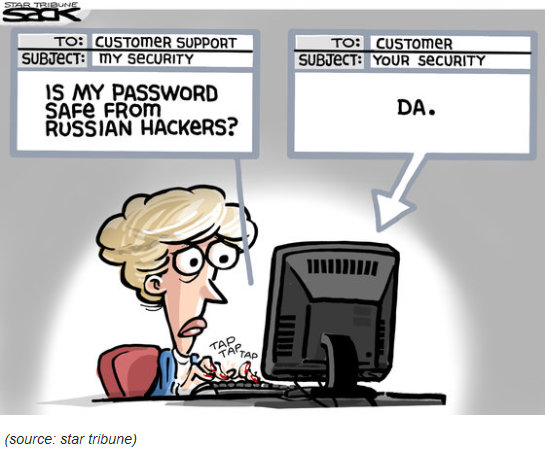 STAR TRIBUNE
SACK
TO: CUSTOMER SUPPORT
SUBJECT: MY SECURITY
IS MY PASSWORD
SAFE FROM
RUSSIAN HACKERS?
TO: CUSTOMER
SUBJECT: YOUR SECURITY
DA.
TAP
TAP
TAP
(source: star tribune)